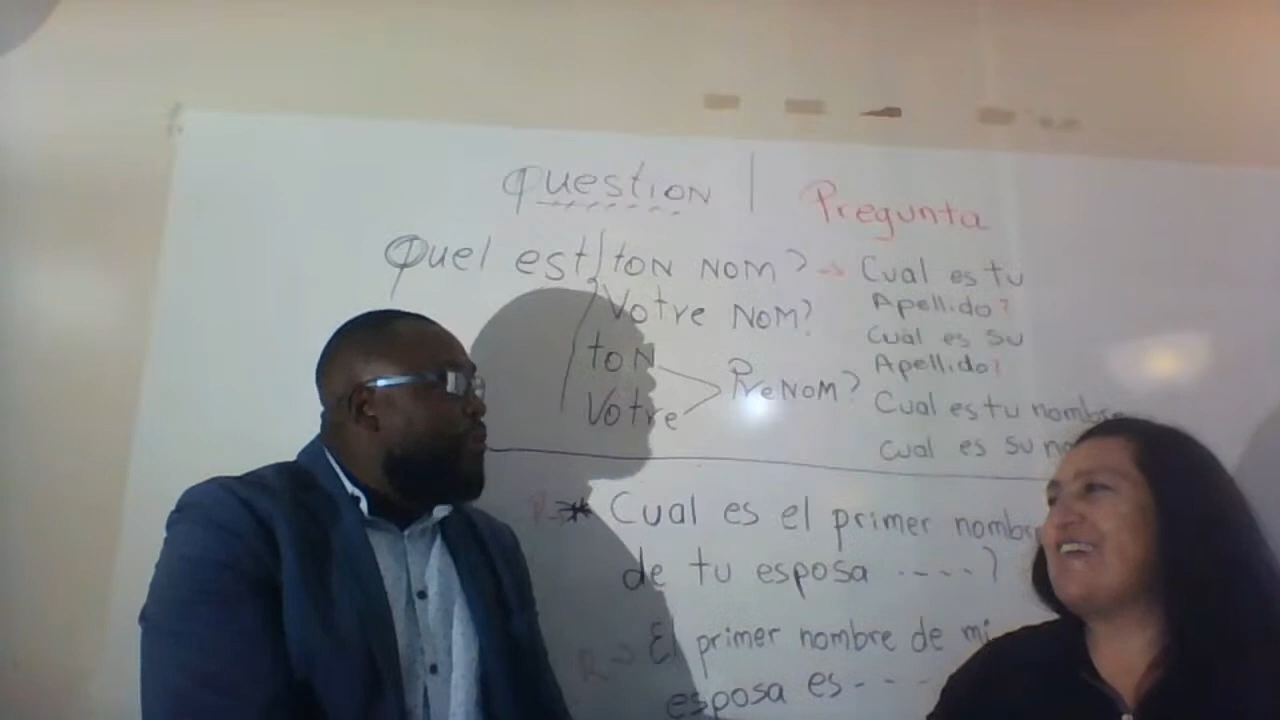 Question | Pregunta
Quel est ton nom? → Cual es tu Apellido?
Votre nom? Cuál es su Apellido?
ton
Votre Prenom? Cual es tu nombre
Cual es su
* Cual es el primer nombre
de tu esposa ----?
R→ El primer nombre de mi
esposa es ---